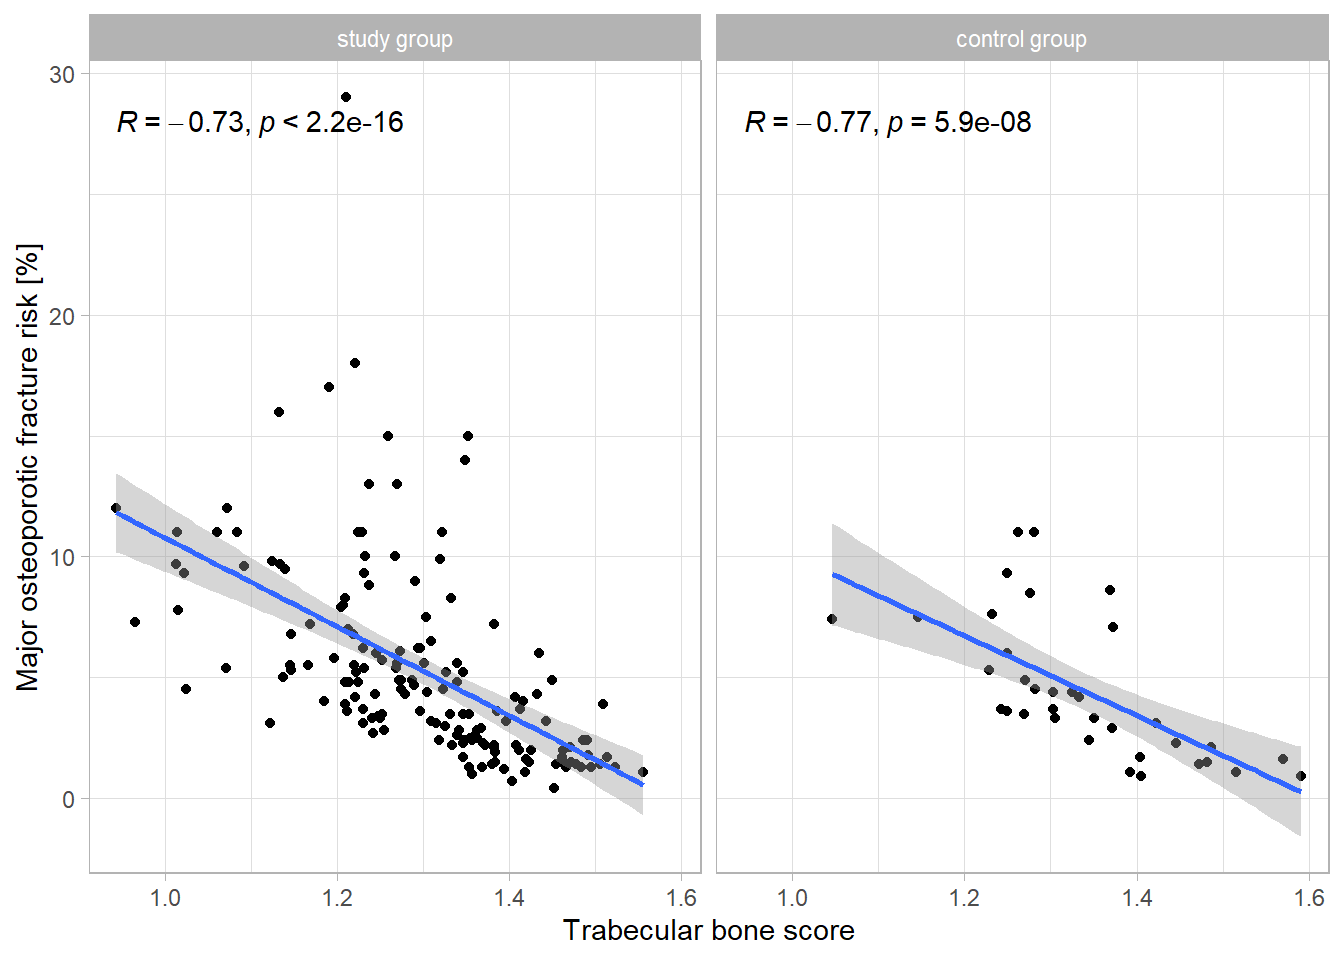 study group
control group
R = −0.73, p < 2.2e-16
R = −0.77, p = 5.9e-08
Major osteoporotic fracture risk [%]
30
20
10
0
1.0 1.2 1.4 1.6
1.0 1.2 1.4 1.6
Trabecular bone score